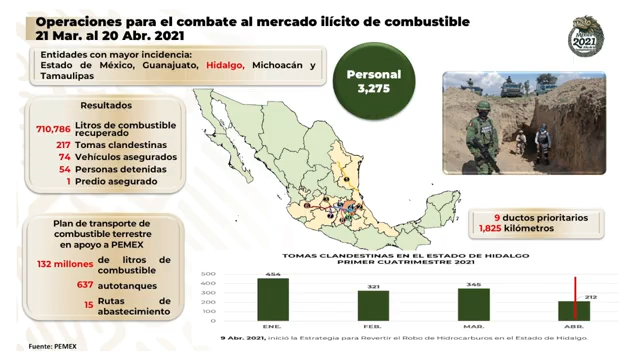 Operaciones para el combate al mercado ilícito de combustible
21 Mar. al 20 Abr. 2021
Entidades con mayor incidencia:
Estado de México, Guanajuato, Hidalgo, Michoacán y
Tamaulipas
Personal
3,275
2021
Resultados
710,786 Litros de combustible
recuperado
217 Tomas clandestinas
74 Vehículos asegurados
54 Personas detenidas
1 Predio asegurado
Plan de transporte de
combustible terrestre
en apoyo a PEMEX
132 millones de litros de
combustible
637 autotanques
15 Rutas de
abastecimiento
9 ductos prioritarios
1,825 kilómetros
TOMAS CLANDESTINAS EN EL ESTADO DE HIDALGO
PRIMER CUATRIMESTRE 2021
500
400
300
200
100
0
454
321
345
212
ENE.
FEB.
MAR.
ABR.
9 Abr. 2021, inició la Estrategia para Revertir el Robo de Hidrocarburos en el Estado de Hidalgo
Fuente: PEMEX